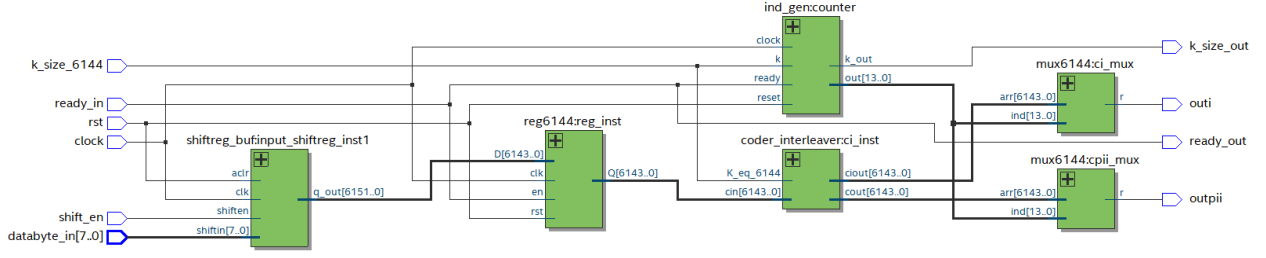 ind_gen:counter
clock
k
ready
reset
k_out
out[13..0]
k_size_6144
ready_in
rst
clock
shift_en
databyte_in[7..0]
shiftreg_buf:input_shiftreg_inst1
aclr
clk
shiften
shiftin[7..0]
q_out[6151..0]
reg6144:reg_inst
D[6143..0]
clk
en
rst
Q[6143..0]
coder_interleaver:ci_inst
K_eq_6144
cin[6143..0]
ciout[6143..0]
cout[6143..0]
mux6144:ci_mux
arr[6143..0]
ind[13..0]
r
mux6144:cpii_mux
arr[6143..0]
ind[13..0]
r
k_size_out
outi
ready_out
outpii